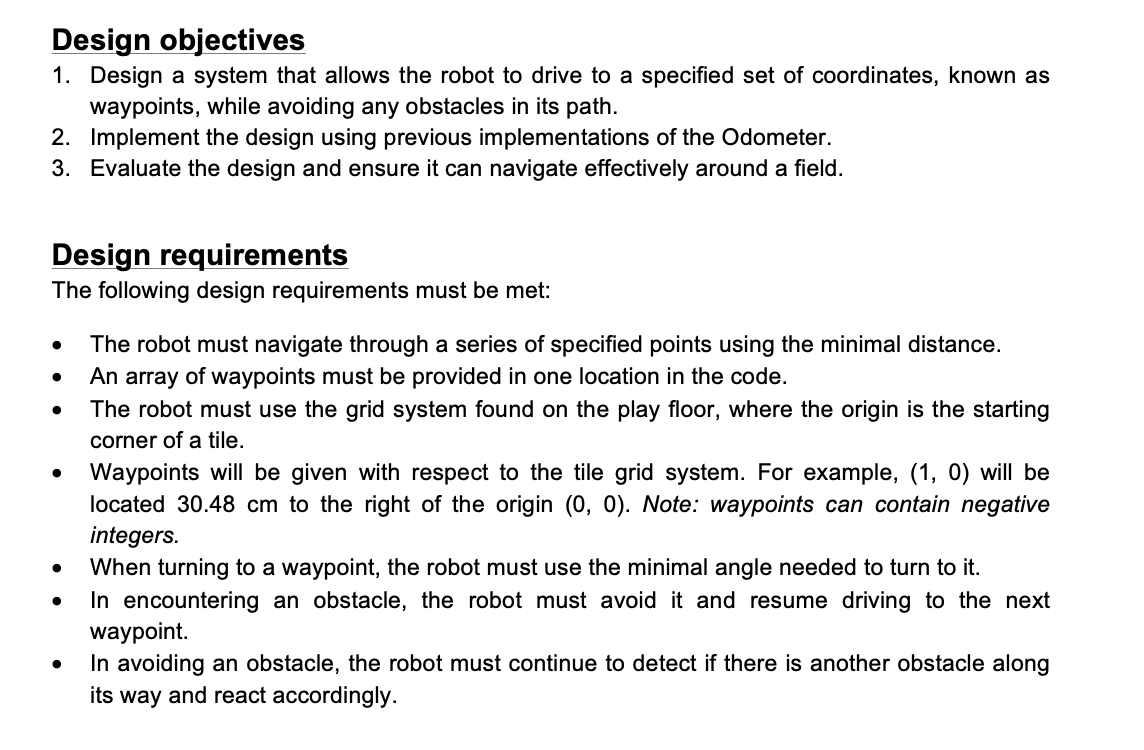 Design objectives
1. Design a system that allows the robot to drive to a specified set of coordinates, known as
waypoints, while avoiding any obstacles in its path.
2. Implement the design using previous implementations of the Odometer.
3. Evaluate the design and ensure it can navigate effectively around a field.
Design requirements
The following design requirements must be met:
• The robot must navigate through a series of specified points using the minimal distance.
• An array of waypoints must be provided in one location in the code.
• The robot must use the grid system found on the play floor, where the origin is the starting
corner of a tile.
• Waypoints will be given with respect to the tile grid system. For example, (1, 0) will be
located 30.48 cm to the right of the origin (0, 0). Note: waypoints can contain negative
integers.
• When turning to a waypoint, the robot must use the minimal angle needed to turn to it.
• In encountering an obstacle, the robot must avoid it and resume driving to the next
waypoint.
• In avoiding an obstacle, the robot must continue to detect if there is another obstacle along
its way and react accordingly.